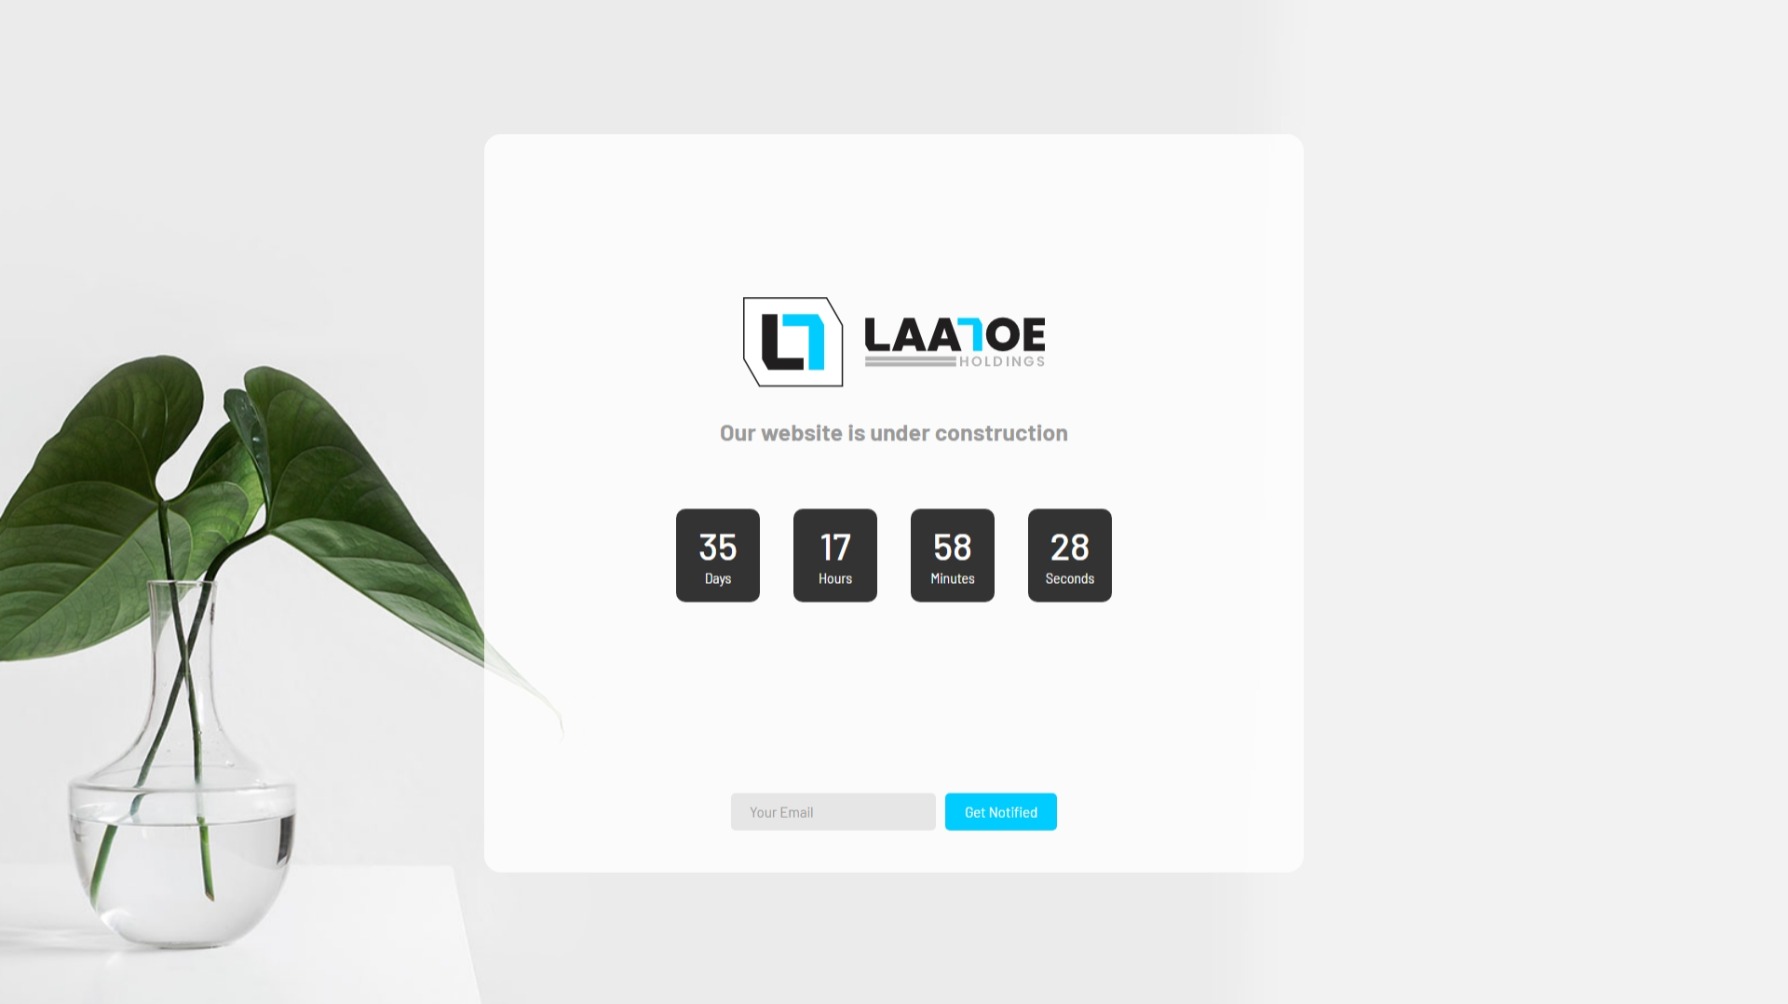 LAATOE
HOLDINGS
Our website is under construction
35 17 58 28
Days Hours Minutes Seconds
Your Email Get Notified